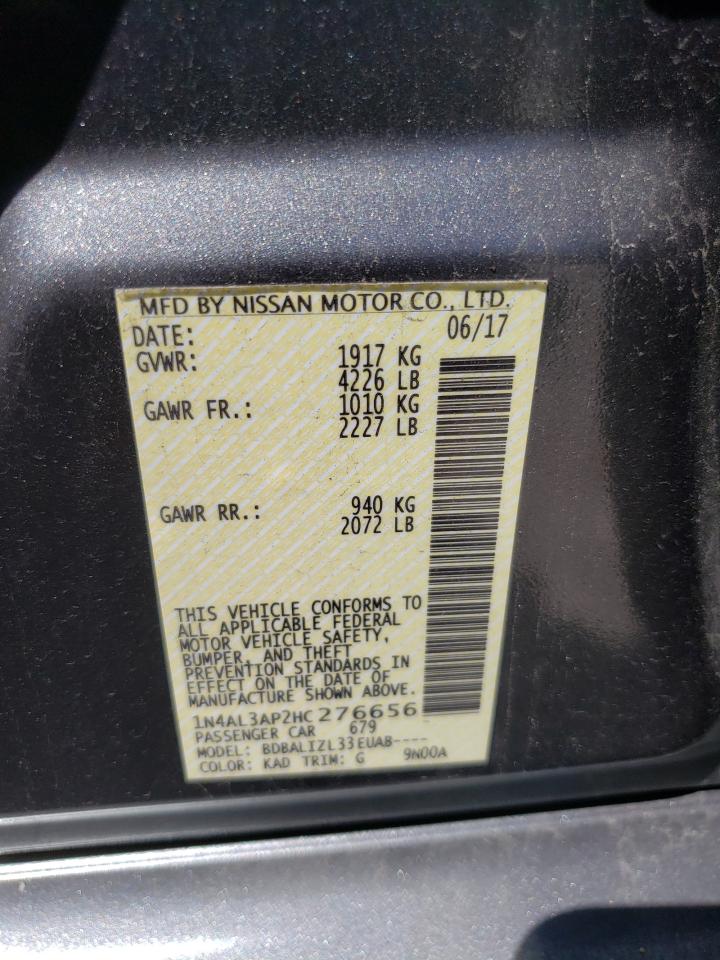 MFD BY NISSAN MOTOR CO., LTD.
DATE: 06/17
GVWR: 1917 KG
4226 LB
GAWR FR.: 1010 KG
2227 LB
GAWR RR.: 940 KG
2072 LB
THIS VEHICLE CONFORMS TO
ALL APPLICABLE FEDERAL
MOTOR VEHICLE SAFETY,
BUMPER, AND THEFT
PREVENTION STANDARDS IN
EFFECT ON THE DATE OF
MANUFACTURE SHOWN ABOVE.
1N4AL3AP2HC276656
PASSENGER CAR 679
MODEL: BDBALIZL33EUAB----
COLOR: KAD TRIM: G 9N00A